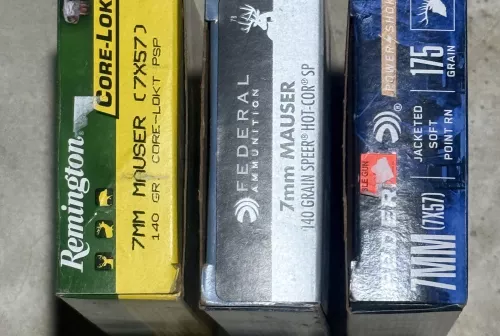 Remington
CORE-LOKT
7MM MAUSER (7X57)
140 GR CORE-LOKT PSP
FEDERAL
AMMUNITION
7mm MAUSER
140 GRAIN SPEER® HOT-COR® SP
POWER SHOK
FEDERAL®
JACKETED
SOFT
POINT RN
175
GRAIN
7MM (7X57)